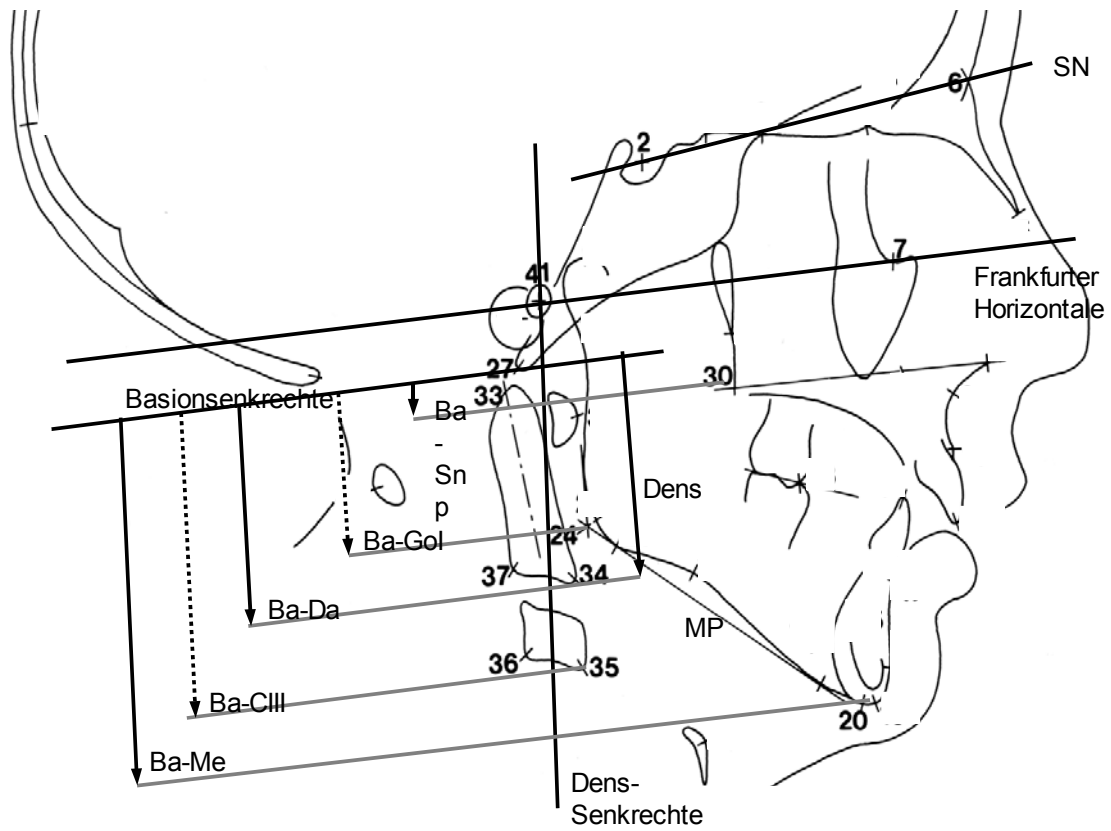 SN
6
2
7
41
Frankfurter
Horizontale
27
30
33
Basionsenkrechte
Ba
-
Sn
p
Dens
24
Ba-Gol
37
34
Ba-Da
MP
36
35
Ba-CIII
20
Ba-Me
Dens-
Senkrechte